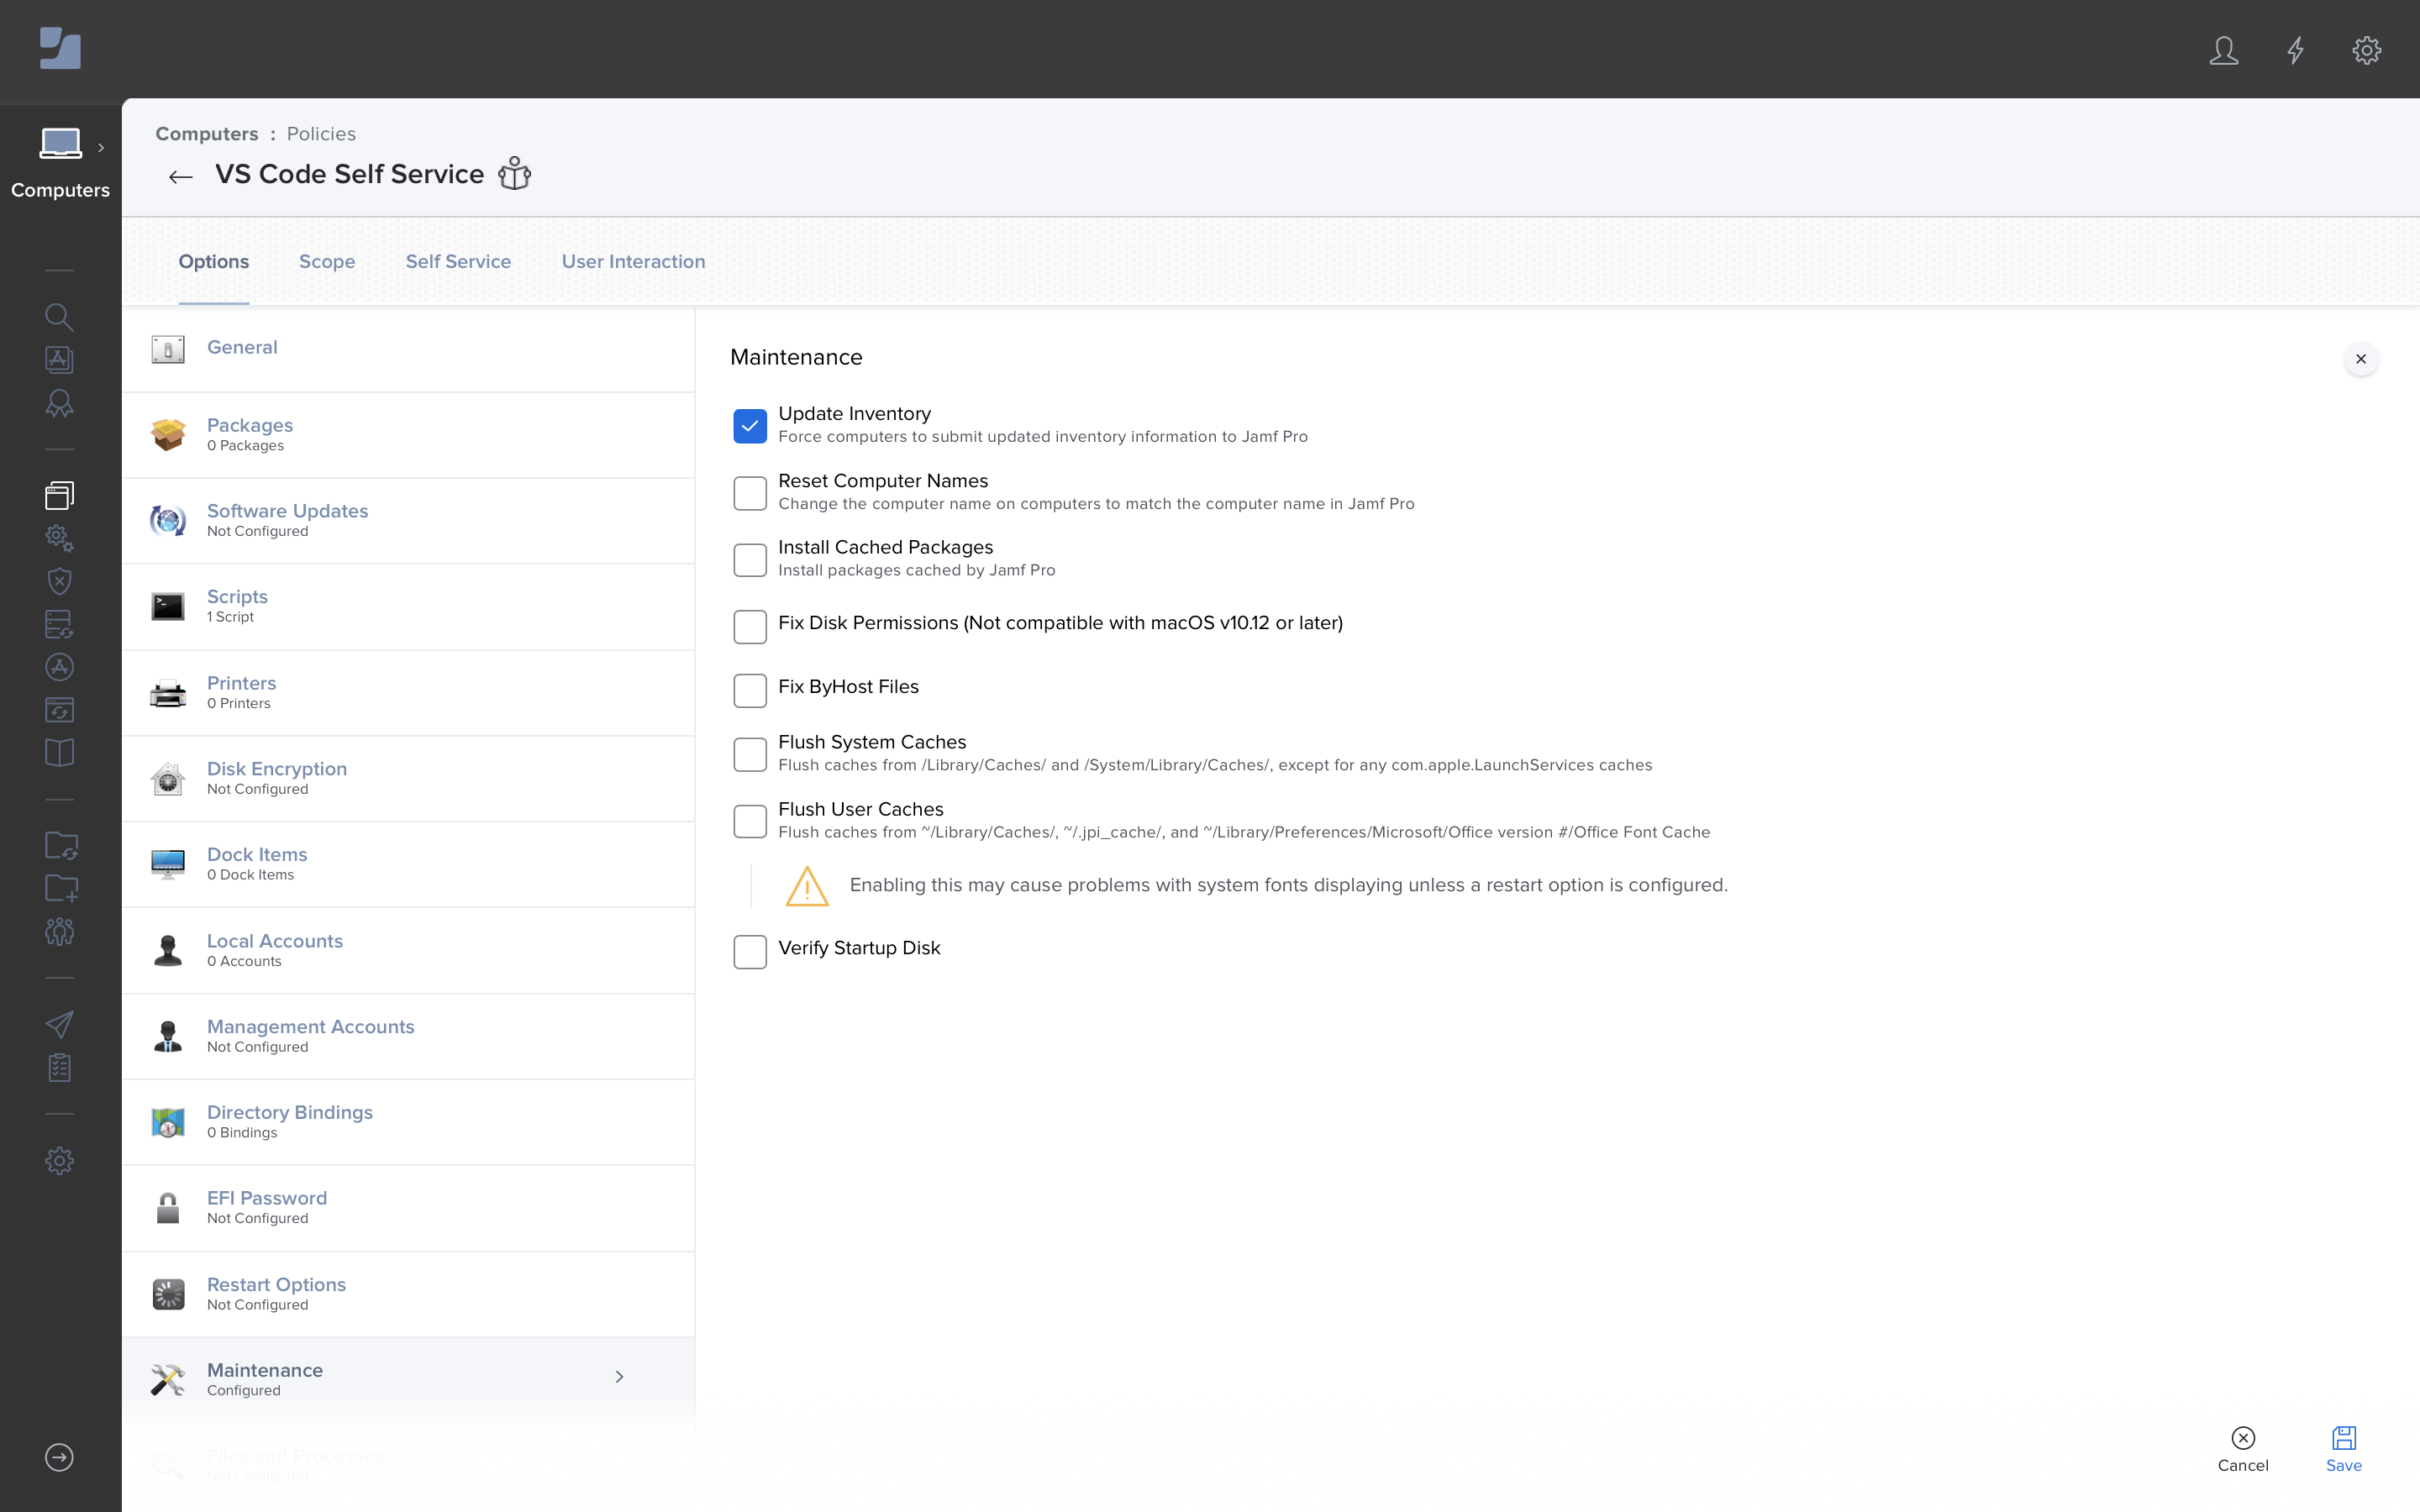 Computers : Policies
VS Code Self Service
Computers
Options Scope Self Service User Interaction
General
Packages
0 Packages
Software Updates
Not Configured
Scripts
1 Script
Printers
0 Printers
Disk Encryption
Not Configured
Dock Items
0 Dock Items
Local Accounts
0 Accounts
Management Accounts
Not Configured
Directory Bindings
0 Bindings
EFI Password
Not Configured
Restart Options
Not Configured
Maintenance
Configured
Files and Processes
Not Configured
Maintenance
Update Inventory
Force computers to submit updated inventory information to Jamf Pro
Reset Computer Names
Change the computer name on computers to match the computer name in Jamf Pro
Install Cached Packages
Install packages cached by Jamf Pro
Fix Disk Permissions (Not compatible with macOS v10.12 or later)
Fix ByHost Files
Flush System Caches
Flush caches from /Library/Caches/ and /System/Library/Caches/, except for any com.apple.LaunchServices caches
Flush User Caches
Flush caches from ~/Library/Caches/, ~/.jpi_cache/, and ~/Library/Preferences/Microsoft/Office version #/Office Font Cache
Enabling this may cause problems with system fonts displaying unless a restart option is configured.
Verify Startup Disk
Cancel Save